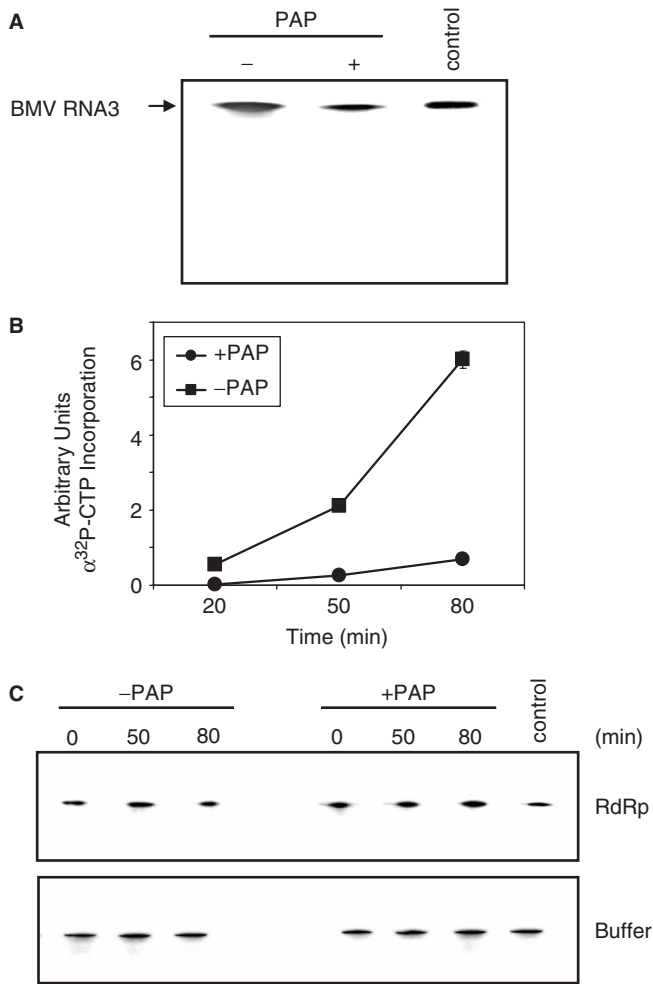 A
PAP
– +
control
BMV RNA3
B
Arbitrary Units
α³²P-CTP Incorporation
6
4
2
0
+PAP
–PAP
20 50 80
Time (min)
C
–PAP +PAP
control
0 50 80 0 50 80 (min)
RdRp
Buffer